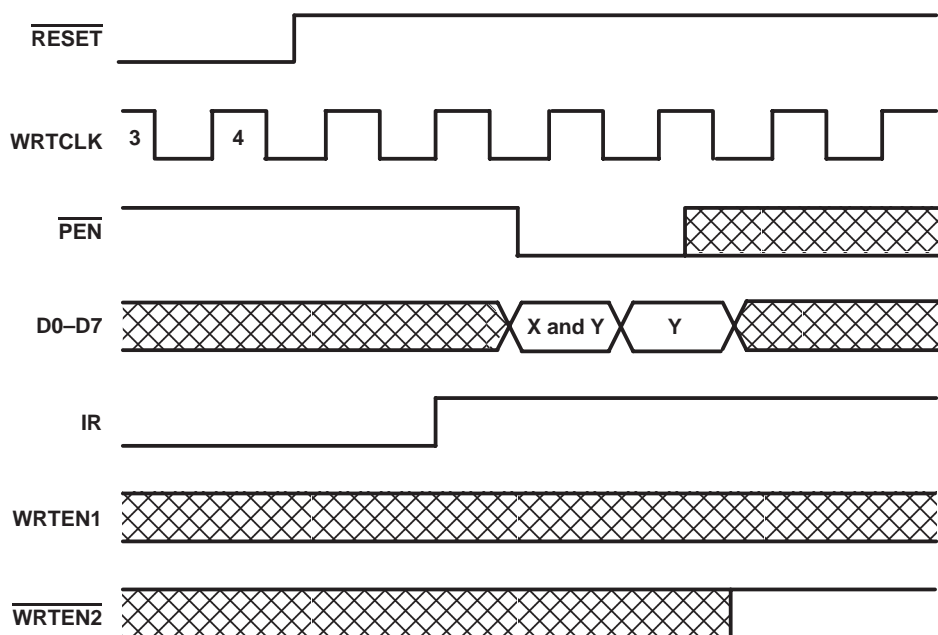 RESET
WRTCLK 3 4
PEN
D0–D7 X and Y Y
IR
WRTEN1
WRTEN2